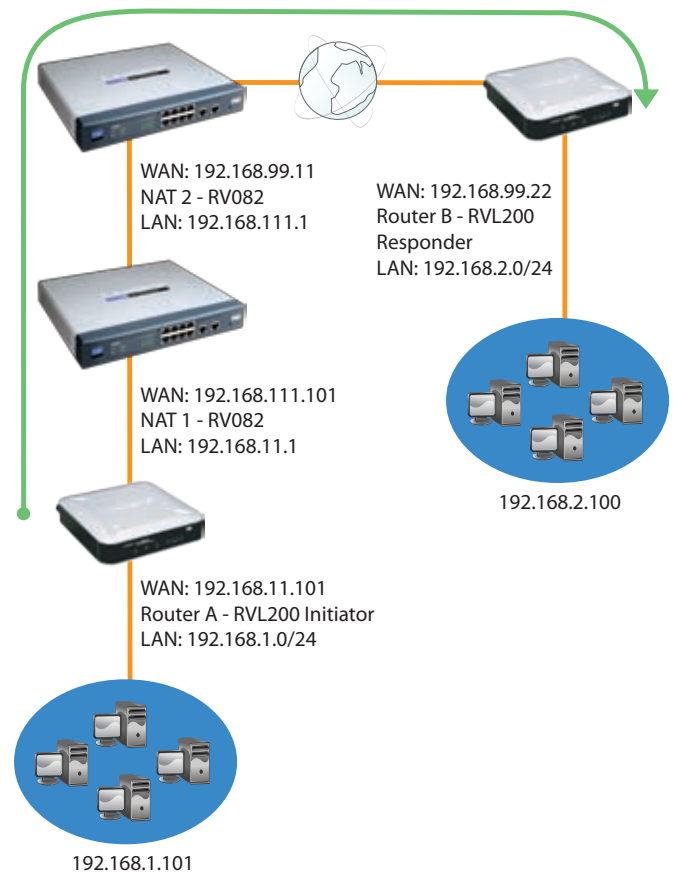 WAN: 192.168.99.11
NAT 2 - RV082
LAN: 192.168.111.1
WAN: 192.168.99.22
Router B - RVL200
Responder
LAN: 192.168.2.0/24
WAN: 192.168.111.101
NAT 1 - RV082
LAN: 192.168.11.1
192.168.2.100
WAN: 192.168.11.101
Router A - RVL200 Initiator
LAN: 192.168.1.0/24
192.168.1.101